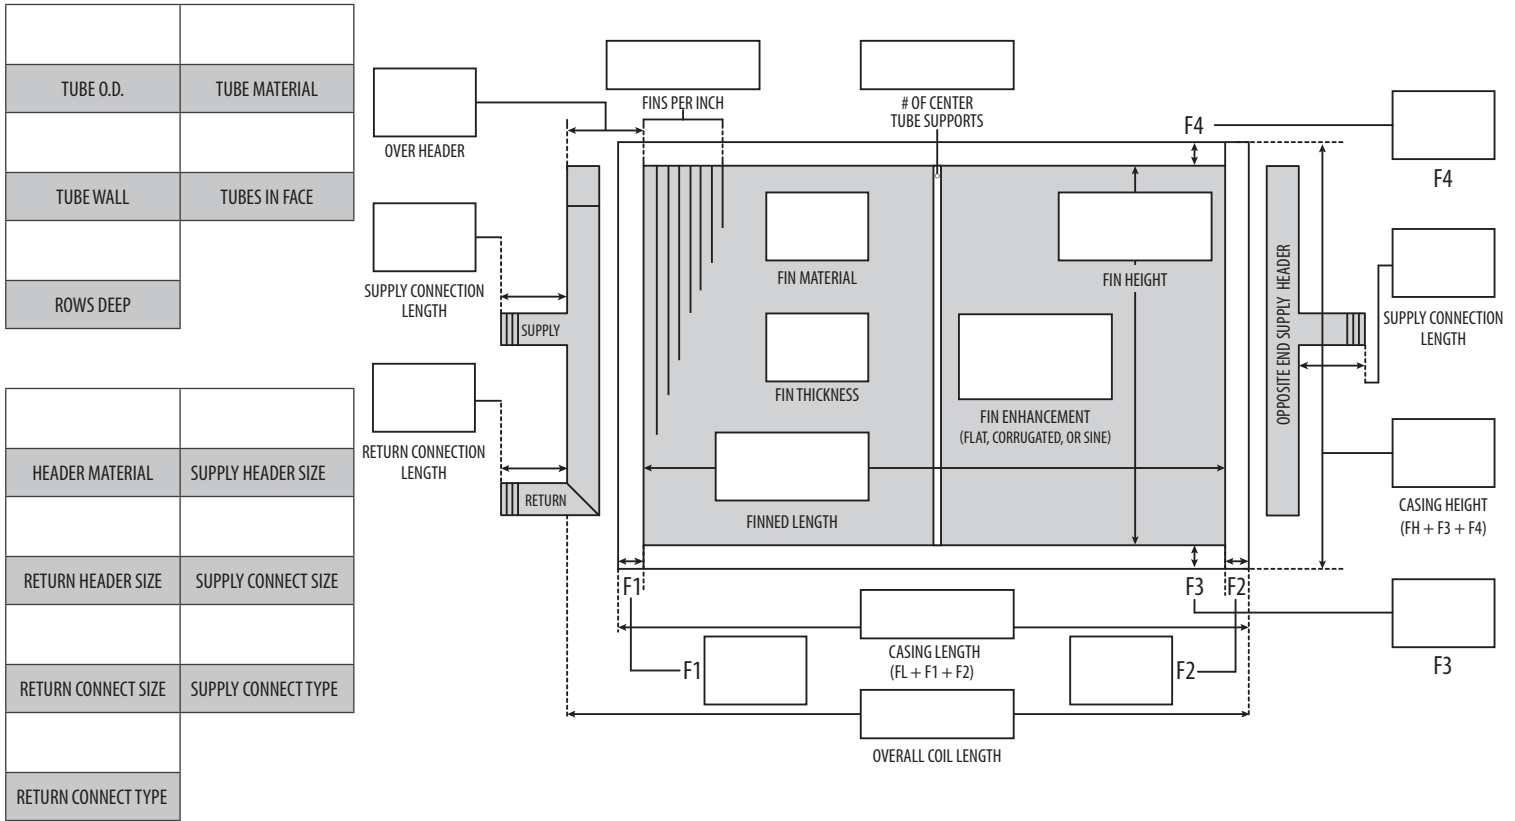 TUBE O.D.
TUBE MATERIAL
TUBE WALL
TUBES IN FACE
ROWS DEEP
HEADER MATERIAL
SUPPLY HEADER SIZE
RETURN HEADER SIZE
SUPPLY CONNECT SIZE
RETURN CONNECT SIZE
SUPPLY CONNECT TYPE
RETURN CONNECT TYPE
OVER HEADER
SUPPLY CONNECTION
LENGTH
RETURN CONNECTION
LENGTH
SUPPLY
RETURN
FINS PER INCH
# OF CENTER
TUBE SUPPORTS
FIN MATERIAL
FIN HEIGHT
FIN THICKNESS
FIN ENHANCEMENT
(FLAT, CORRUGATED, OR SINE)
FINNED LENGTH
F4
F4
OPPOSITE END SUPPLY HEADER
SUPPLY CONNECTION
LENGTH
CASING HEIGHT
(FH + F3 + F4)
F1
F3
F2
F3
CASING LENGTH
(FL + F1 + F2)
F1
F2
OVERALL COIL LENGTH